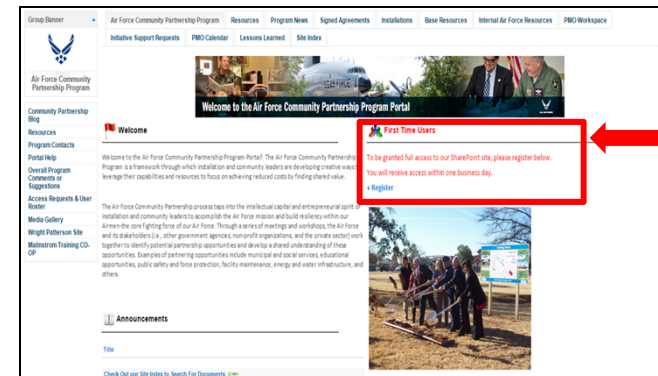 Group Banner
Air Force Community Partnership Program
Resources
Program News
Signed Agreements
Installations
Base Resources
Internal Air Force Resources
PMO Workspace
Initiative Support Requests
PMO Calendar
Lessons Learned
Site Index
Air Force Community
Partnership Program
Community Partnership
Blog
Resources
Program Contacts
Portal Help
Overall Program
Comments or
Suggestions
Access Requests & User
Roster
Media Gallery
Wright Patterson Site
Malmstrom Training CO-
OP
Welcome to the Air Force Community Partnership Program Portal
Welcome
Welcome to the Air Force Community Partnership Program Portal! The Air Force Community Partnership
Program is a framework through which installation and community leaders are developing creative ways to
leverage their capabilities and resources to focus on achieving reduced costs by finding shared value.
The Air Force Community Partnership process taps into the intellectual capital and entrepreneurial spirit of
installation and community leaders to accomplish the Air Force mission and build resiliency within our
Airmen-the core fighting force of our Air Force. Through a series of meetings and workshops, the Air Force
and its stakeholders (i.e., other government agencies, non-profit organizations, and the private sector) work
together to identify potential partnership opportunities and develop a shared understanding of these
opportunities. Examples of partnering opportunities include municipal and social services, educational
opportunities, public safety and force protection, facility maintenance, energy and water infrastructure, and
others.
Announcements
Title
Check Out our Site Index to Search For Documents
First Time Users
To be granted full access to our SharePoint site, please register below.
You will receive access within one business day.
Register